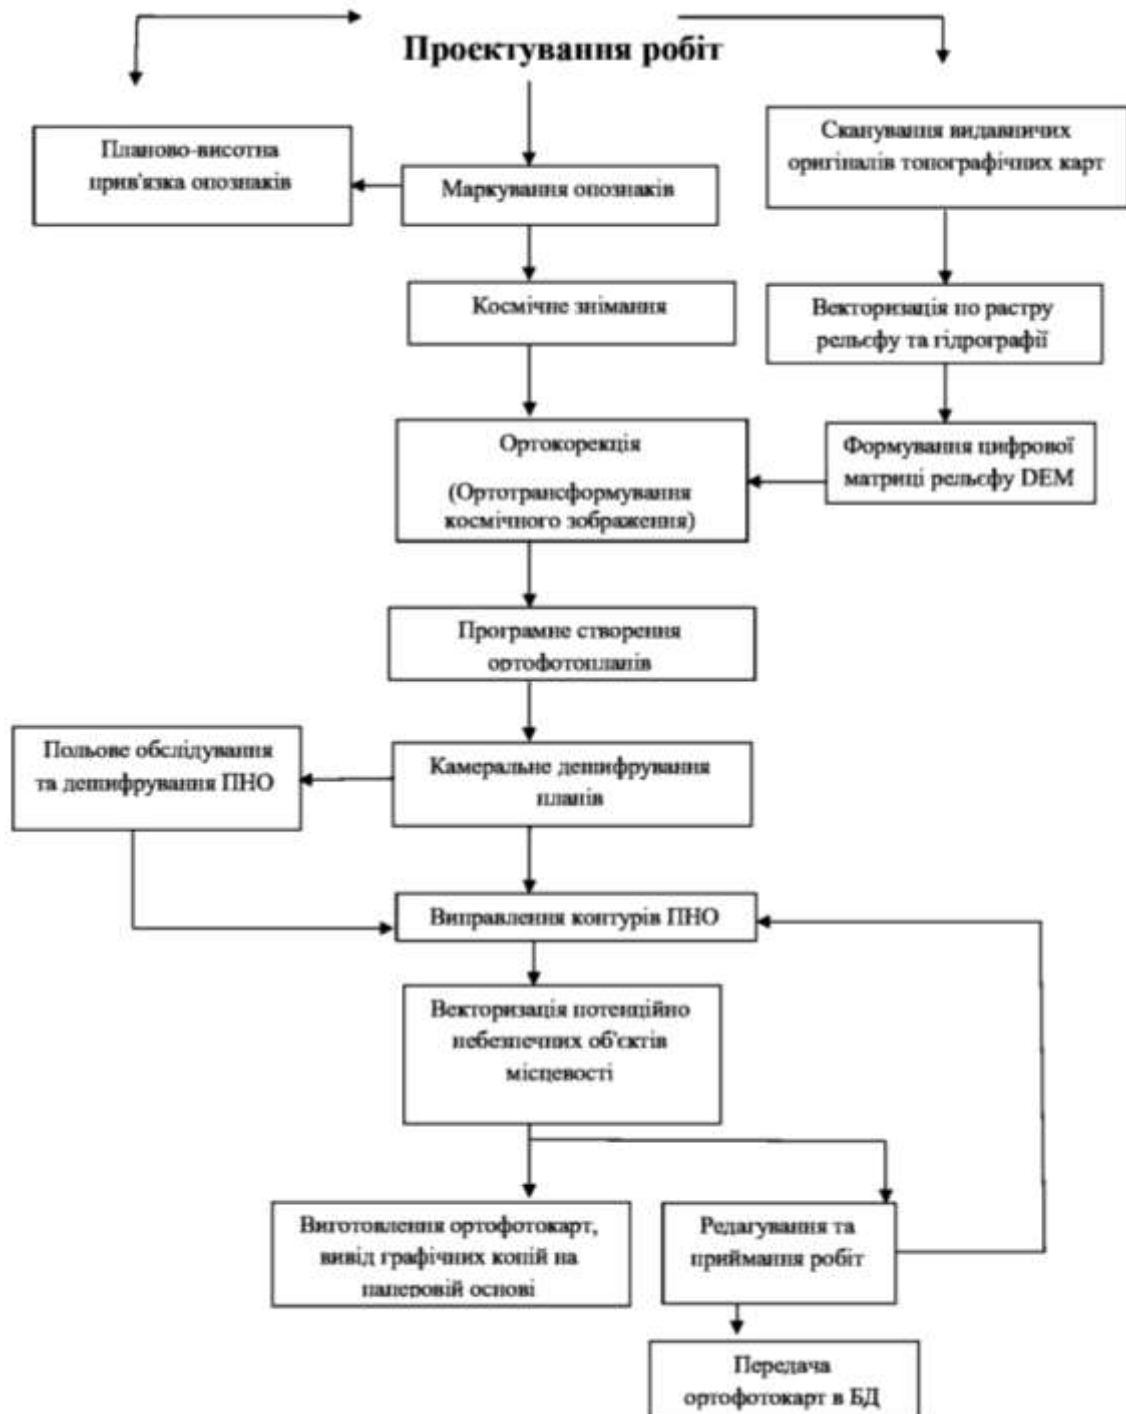 Проєктування робіт
Планово-висотна
прив'язка опознаків
Маркування опознаків
Сканування видавничих
оригіналів топографічних карт
Космічне знімання
Векторизація по растру
рельєфу та гідрографії
Ортокорекція
(Ортотрансформування
космічного зображення)
Формування цифрової
матриці рельєфу DEM
Програмне створення
ортофотопланів
Польове обслідування
та дешифрування ПНО
Камеральне дешифрування
планів
Виправлення контурів ПНО
Векторизація потенційно
небезпечних об'єктів
місцевості
Виготовлення ортофотокарт,
вивід графічних копій на
паперовій основі
Редагування та
приймання робіт
Передача
ортофотокарт в БД